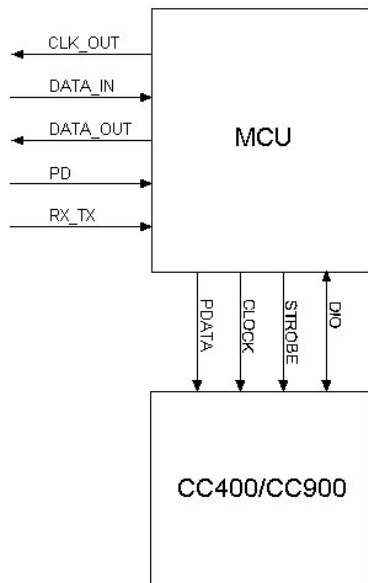 CLK_OUT
DATA_IN
DATA_OUT
PD
RX_TX
MCU
PDATA
CLOCK
STROBE
DIO
CC400/CC900